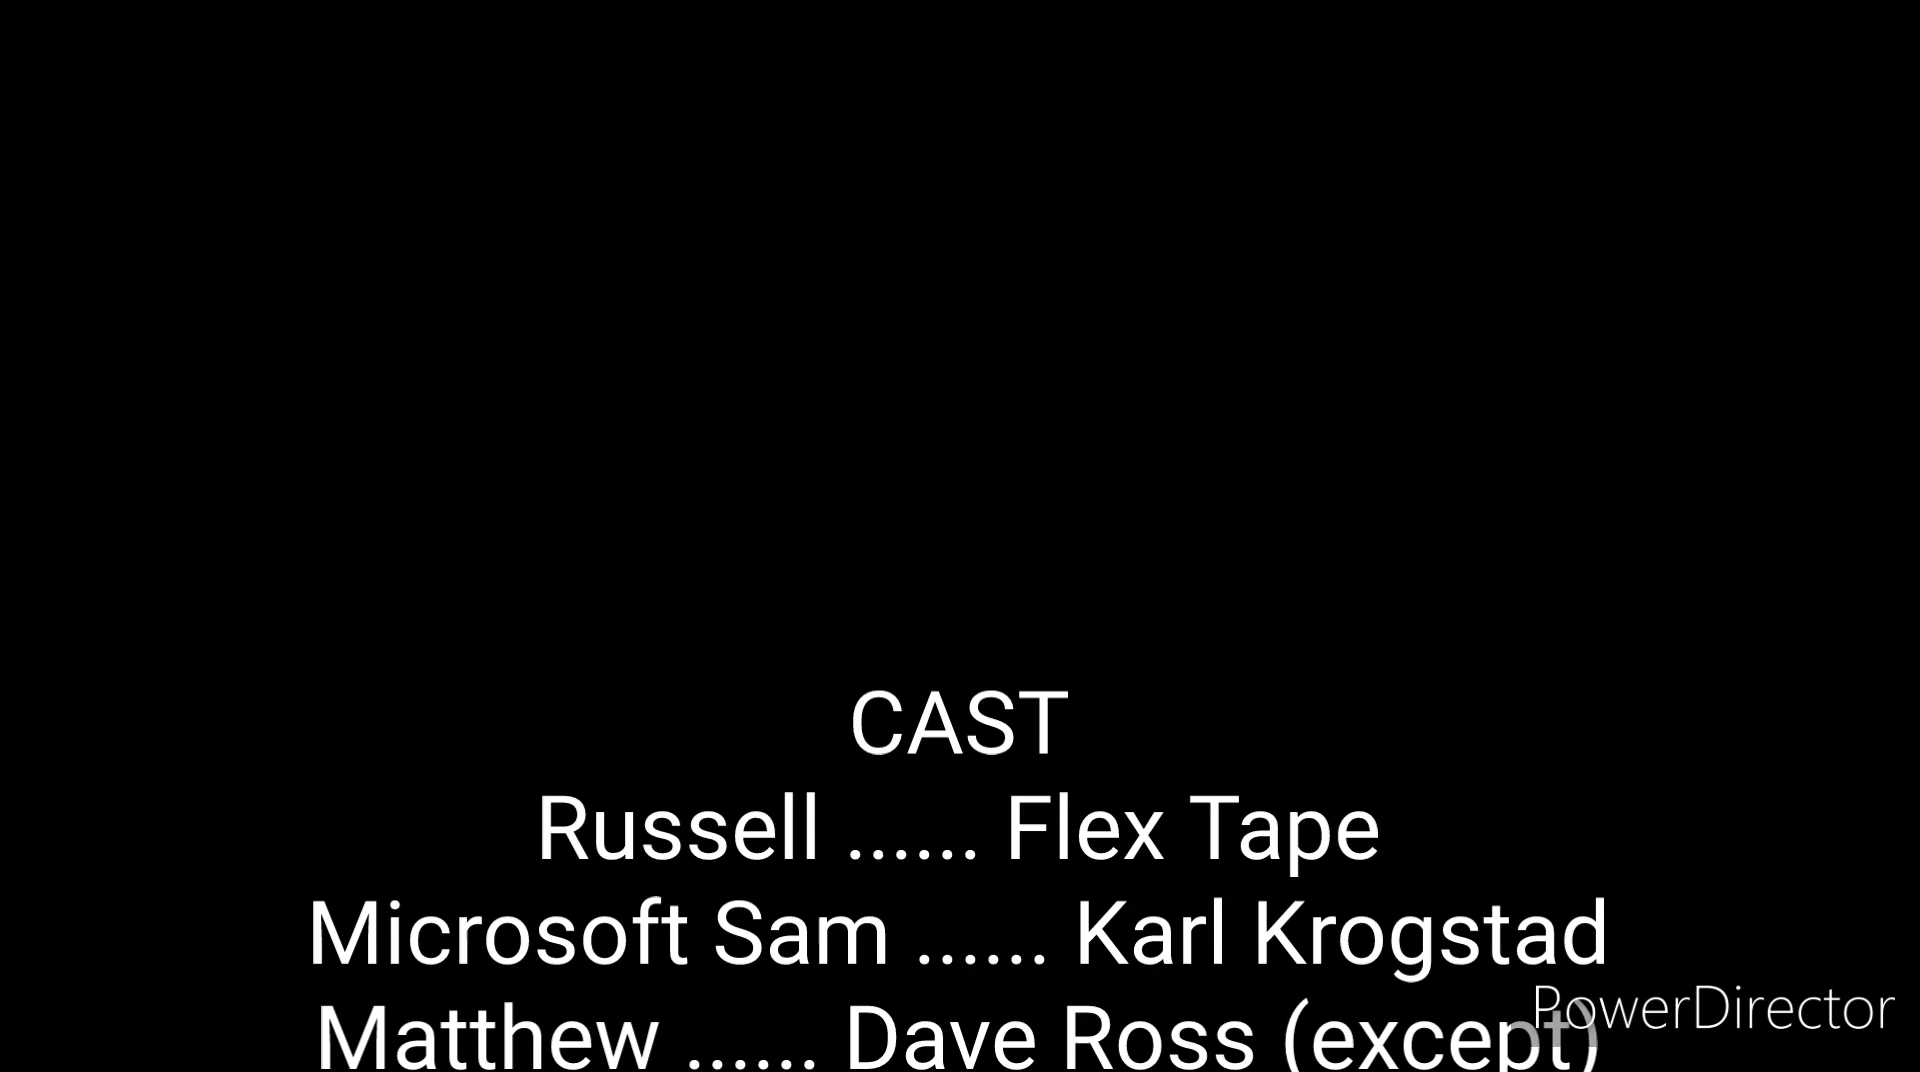 CAST
Russell ...... Flex Tape
Microsoft Sam ...... Karl Krogstad
Matthew ...... Dave Ross (except)
PowerDirector